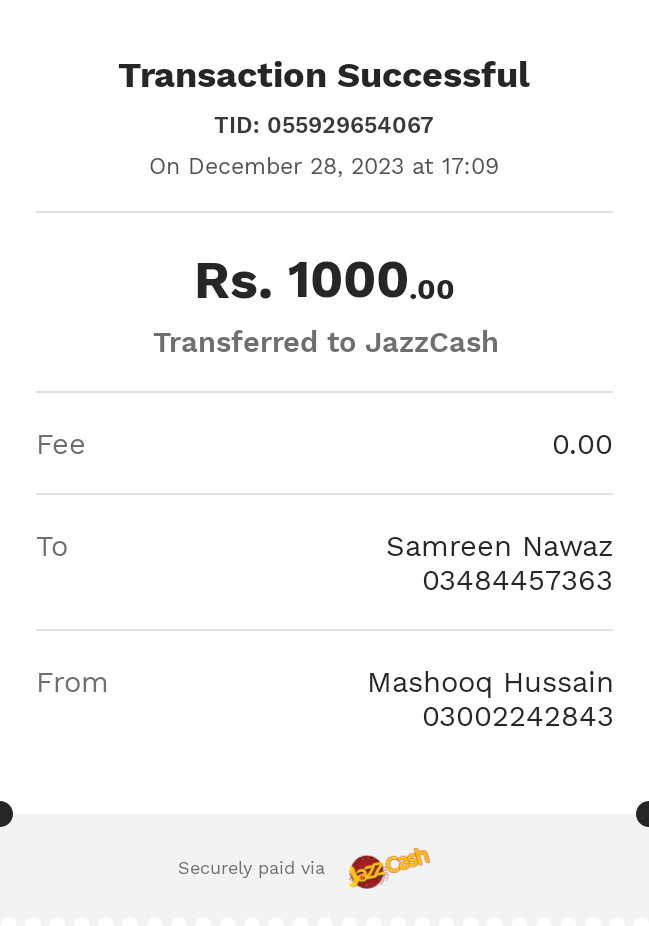 Transaction Successful
TID: 055929654067
On December 28, 2023 at 17:09
Rs. 1000.00
Transferred to JazzCash
Fee 0.00
To Samreen Nawaz
03484457363
From Mashooq Hussain
03002242843
Securely paid via JazzCash